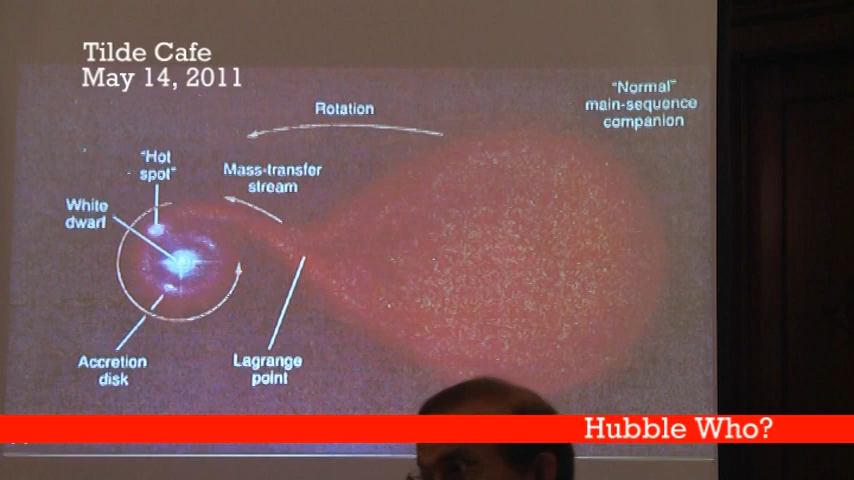 Tilde Cafe
May 14, 2011
Rotation
"Normal"
main-sequence
companion
"Hot
spot"
Mass-transfer
stream
White
dwarf
Accretion
disk
Lagrange
point
Hubble Who?